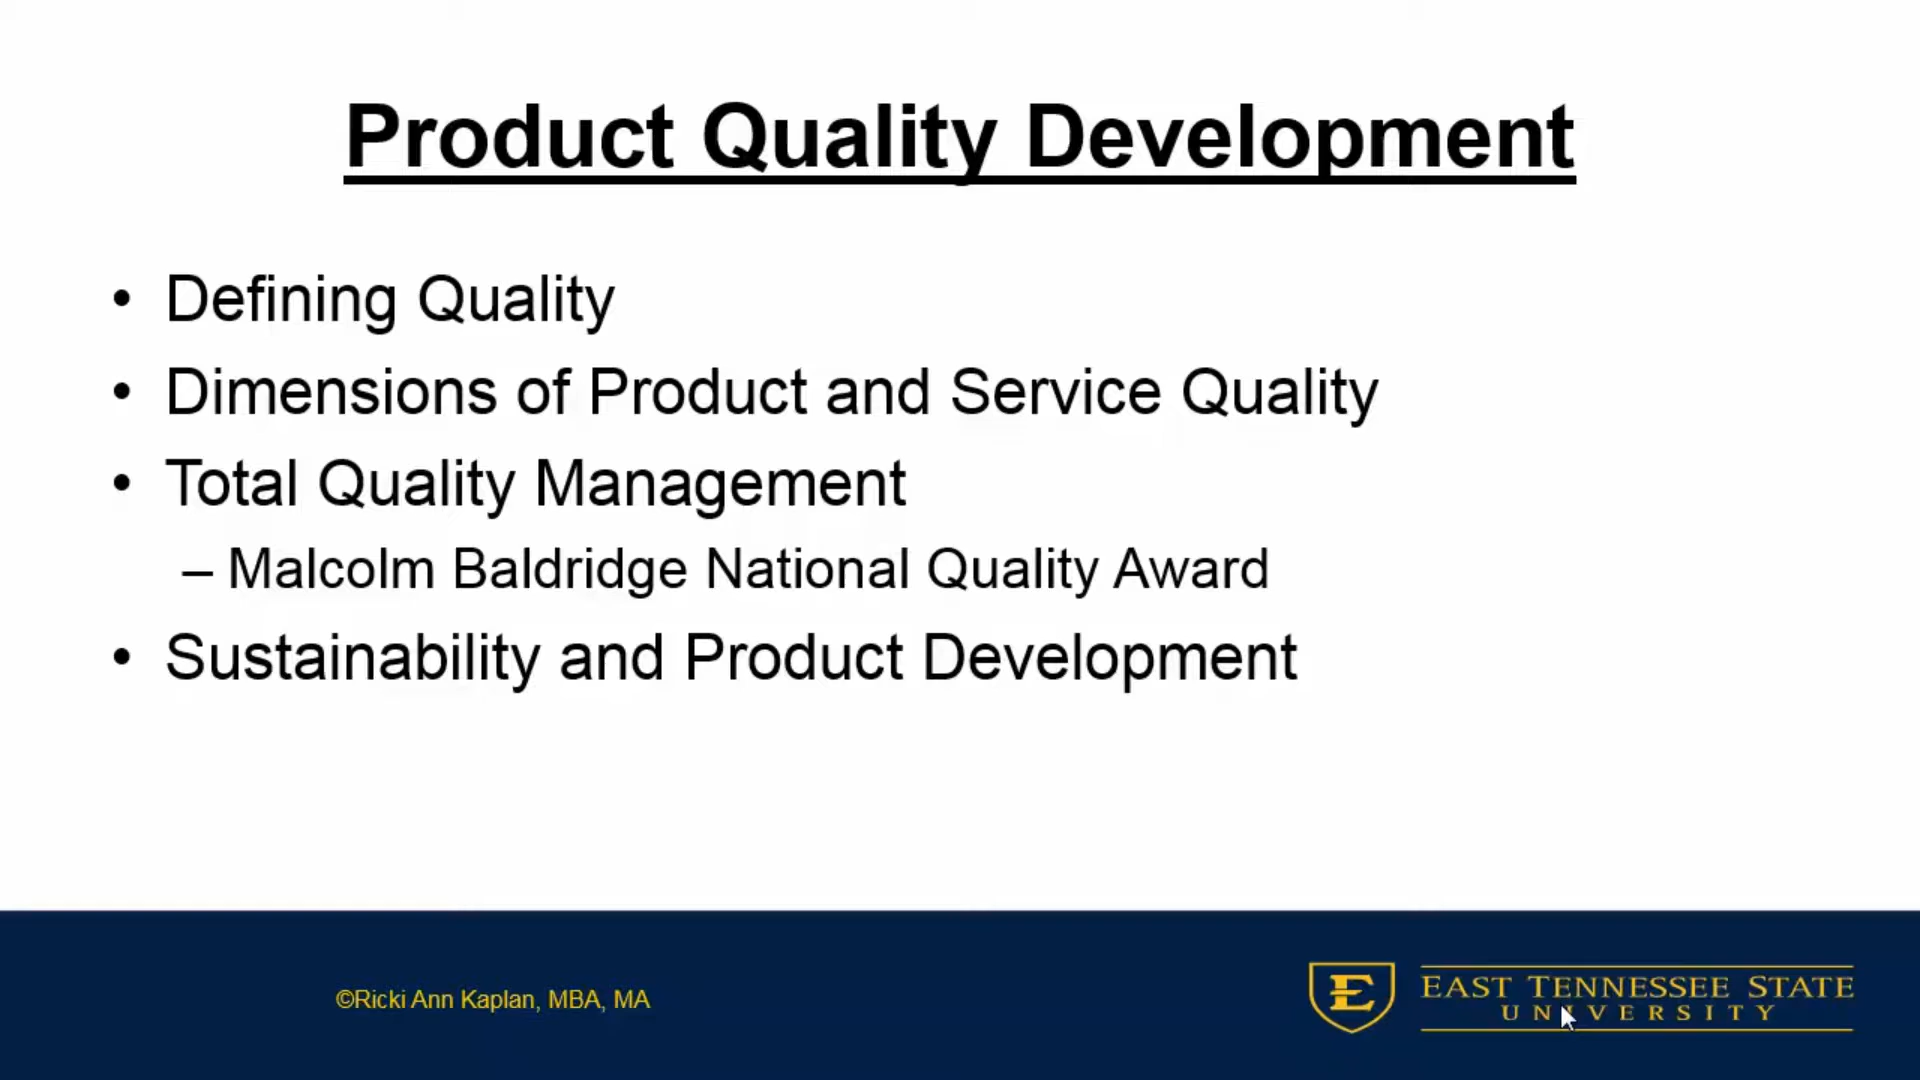 Product Quality Development
• Defining Quality
• Dimensions of Product and Service Quality
• Total Quality Management
– Malcolm Baldridge National Quality Award
• Sustainability and Product Development
©Ricki Ann Kaplan, MBA, MA
E
EAST TENNESSEE STATE
UNIVERSITY